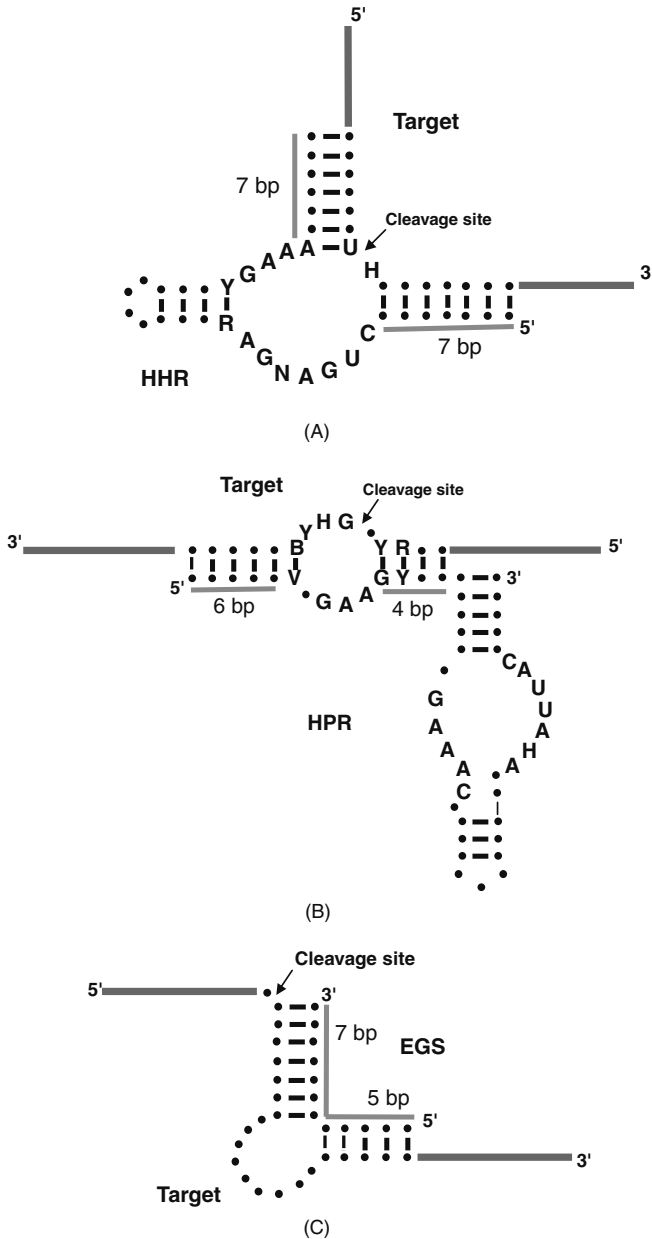 5'
Target
7 bp
Cleavage site
A A A U
G
H
Y
3
R
C
5'
A
U
G
G
N A
7 bp
HHR
(A)
Target
Cleavage site
Y H G
3'
B Y R
5'
5'
V G Y
3'
G A A
6 bp
4 bp
C
A
U
G
U
HPR
A
A
H
A
A
A
C
(B)
Cleavage site
5'
3'
7 bp
EGS
5 bp
5'
3'
Target
(C)